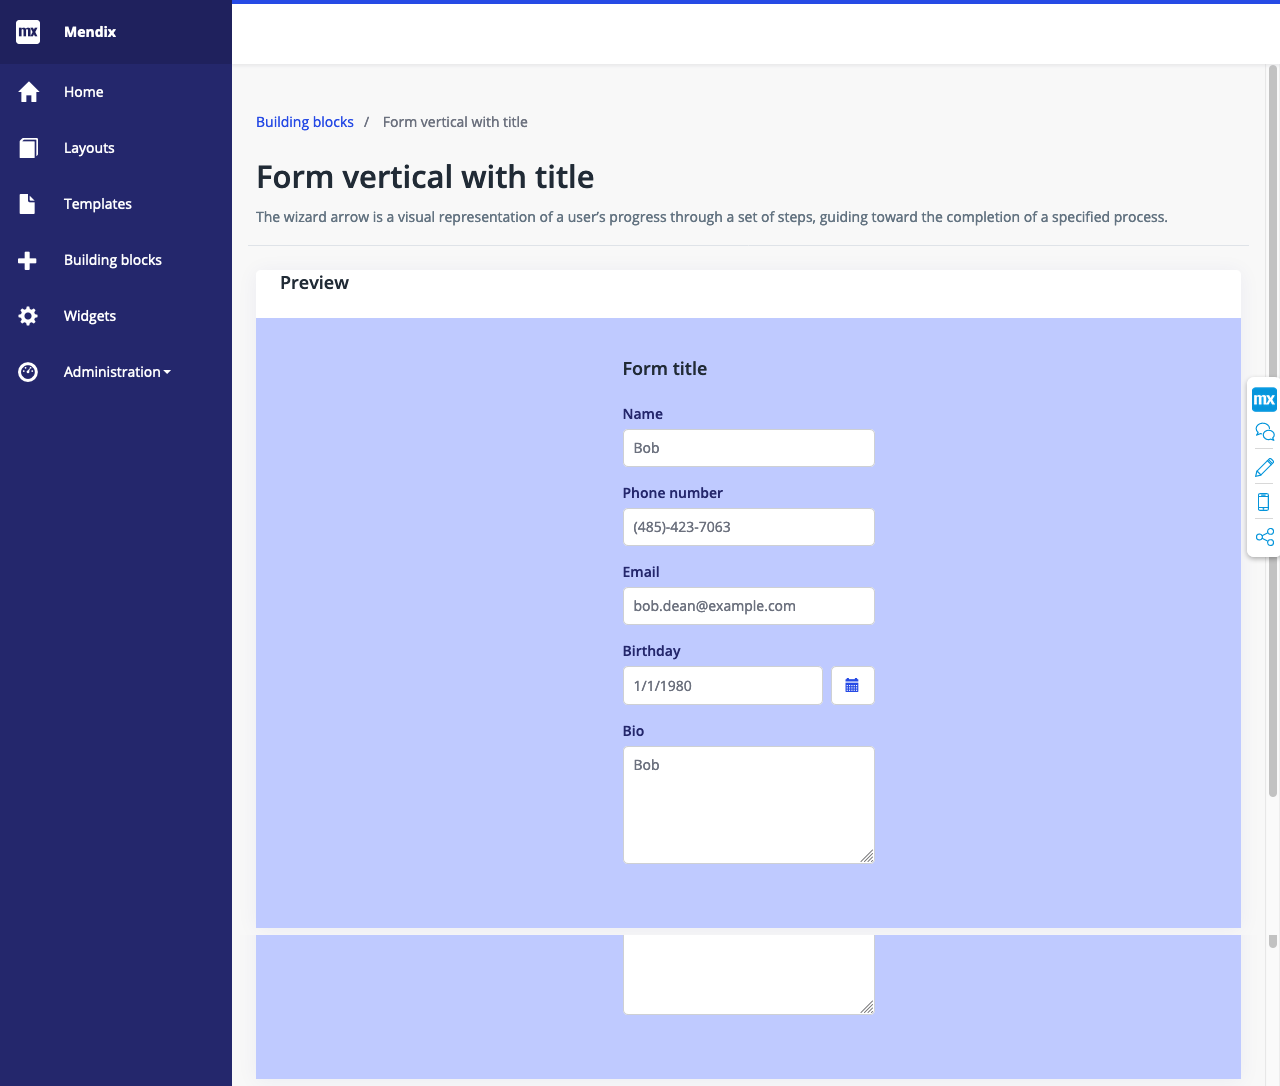 mx Mendix
Home
Layouts
Templates
Building blocks
Widgets
Administration
Building blocks / Form vertical with title
Form vertical with title
The wizard arrow is a visual representation of a user’s progress through a set of steps, guiding toward the completion of a specified process.
Preview
Form title
Name
Bob
Phone number
(485)-423-7063
Email
bob.dean@example.com
Birthday
1/1/1980
Bio
Bob
mx